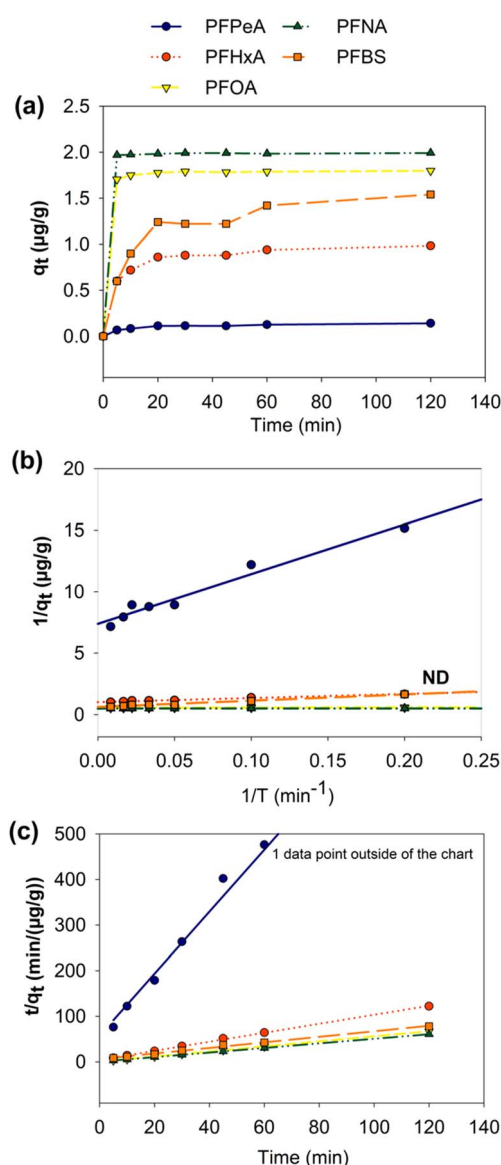 PFPeA PFNA
PFHxA PFBS
PFOA
(a)
2.5
2.0
1.5
1.0
0.5
0.0
qt (µg/g)
0 20 40 60 80 100 120 140
Time (min)
(b)
20
15
10
5
0
1/qt (µg/g)
ND
0.00 0.05 0.10 0.15 0.20 0.25
1/T (min⁻¹)
(c)
500
400
300
200
100
0
t/qt (min/(µg/g))
1 data point outside of the chart
0 20 40 60 80 100 120 140
Time (min)